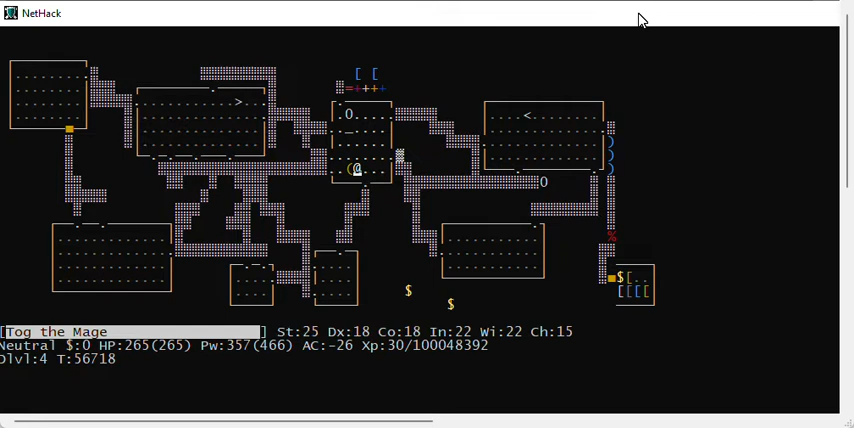 NetHack
[Tog the Mage ] St:25 Dx:18 Co:18 In:22 Wi:22 Ch:15
Neutral $:0 HP:265(265) Pw:357(466) AC:-26 Xp:30/100048392
Dlvl:4 T:56718